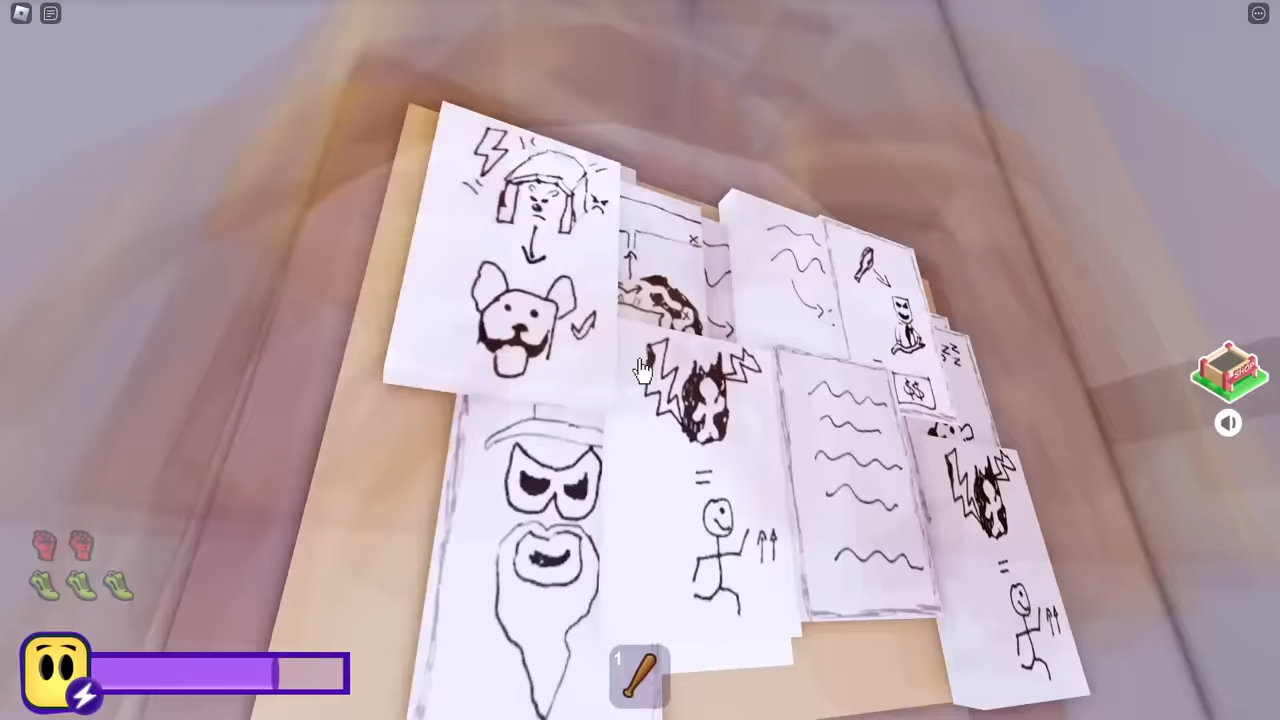 x
SHOP
$$
z z
z
=
=
1